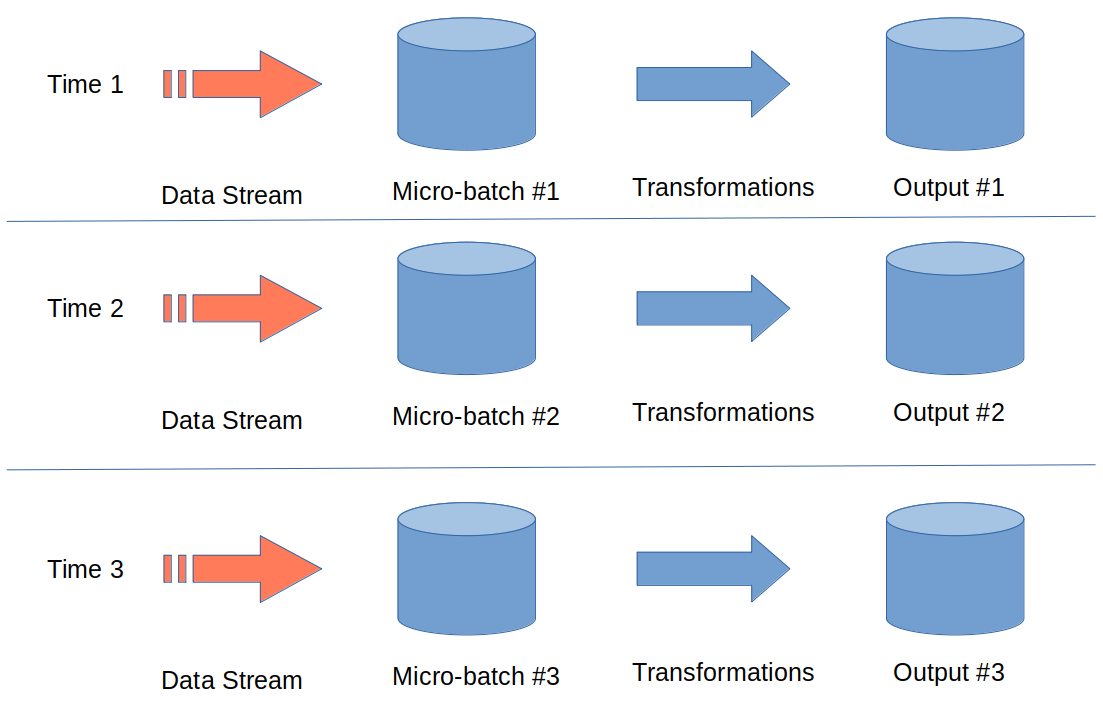 Time 1
Data Stream
Micro-batch #1
Transformations
Output #1
Time 2
Data Stream
Micro-batch #2
Transformations
Output #2
Time 3
Data Stream
Micro-batch #3
Transformations
Output #3